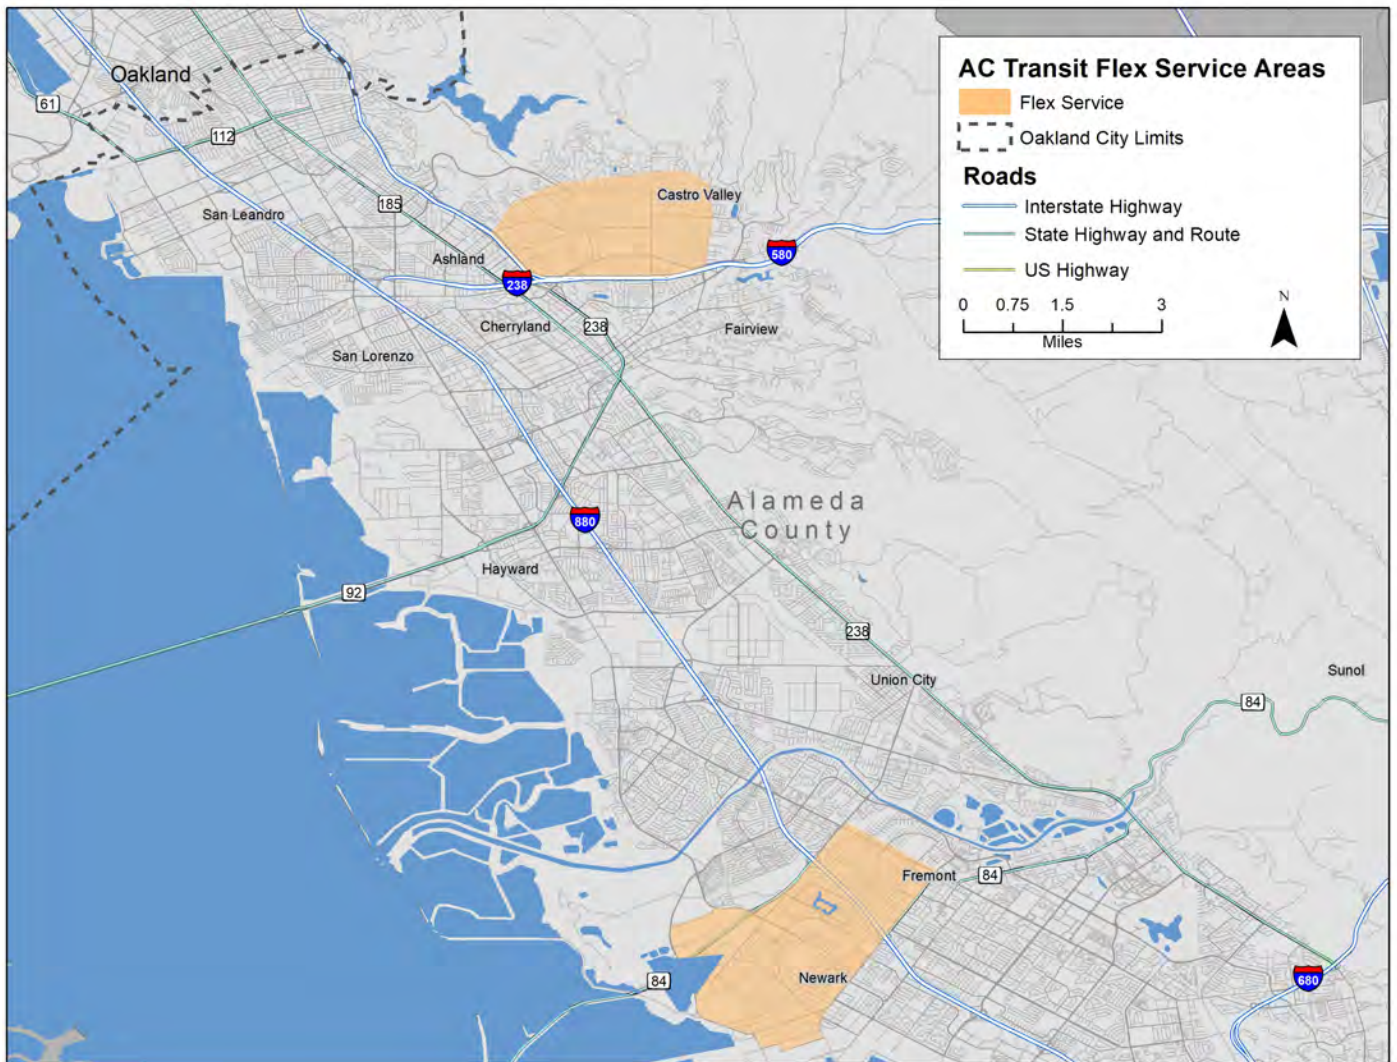 Oakland
61
112
185
San Leandro
Castro Valley
Ashland
580
238
Cherryland
238
Fairview
San Lorenzo
Alameda
County
880
Hayward
92
238
Union City
Sunol
84
Fremont
84
Newark
84
680
AC Transit Flex Service Areas
Flex Service
Oakland City Limits
Roads
Interstate Highway
State Highway and Route
US Highway
0 0.75 1.5 3
Miles
N